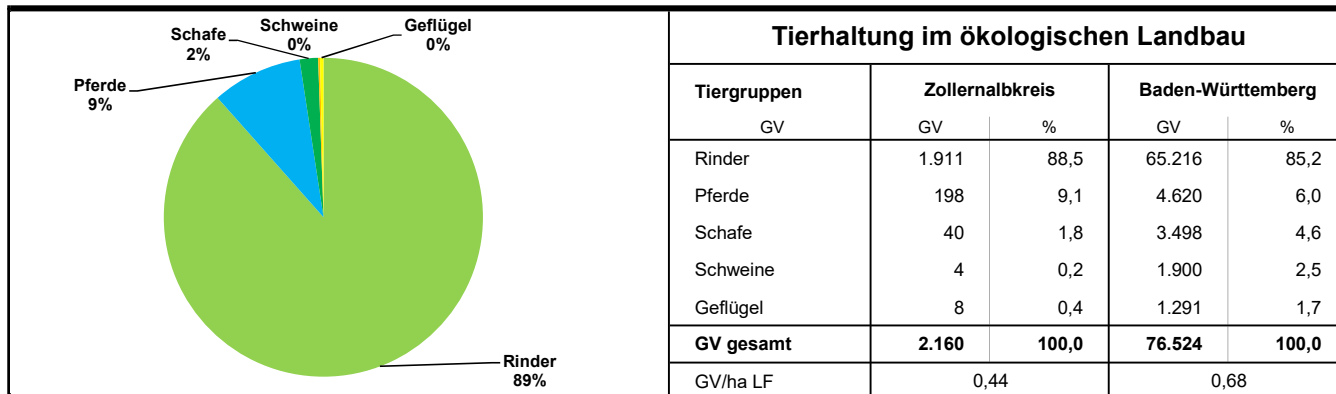 Schafe
2%
Schweine
0%
Geflügel
0%
Pferde
9%
Rinder
89%
Tierhaltung im ökologischen Landbau
Tiergruppen Zollernalbkreis Baden-Württemberg
GV GV % GV %
Rinder 1.911 88,5 65.216 85,2
Pferde 198 9,1 4.620 6,0
Schafe 40 1,8 3.498 4,6
Schweine 4 0,2 1.900 2,5
Geflügel 8 0,4 1.291 1,7
GV gesamt 2.160 100,0 76.524 100,0
GV/ha LF 0,44 0,68